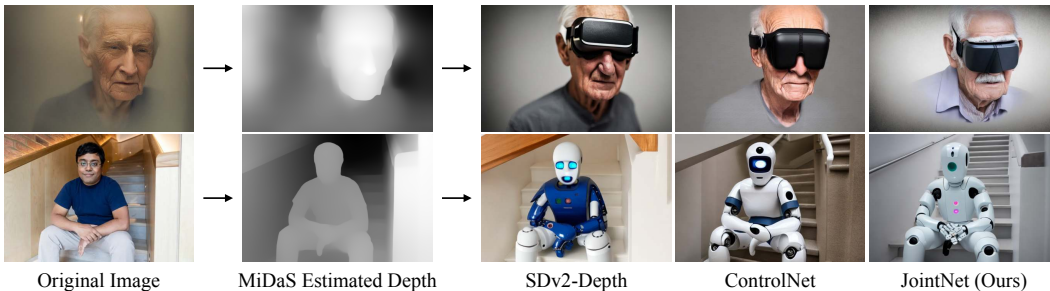 Original Image
MiDaS Estimated Depth
SDv2-Depth
ControlNet
JointNet (Ours)